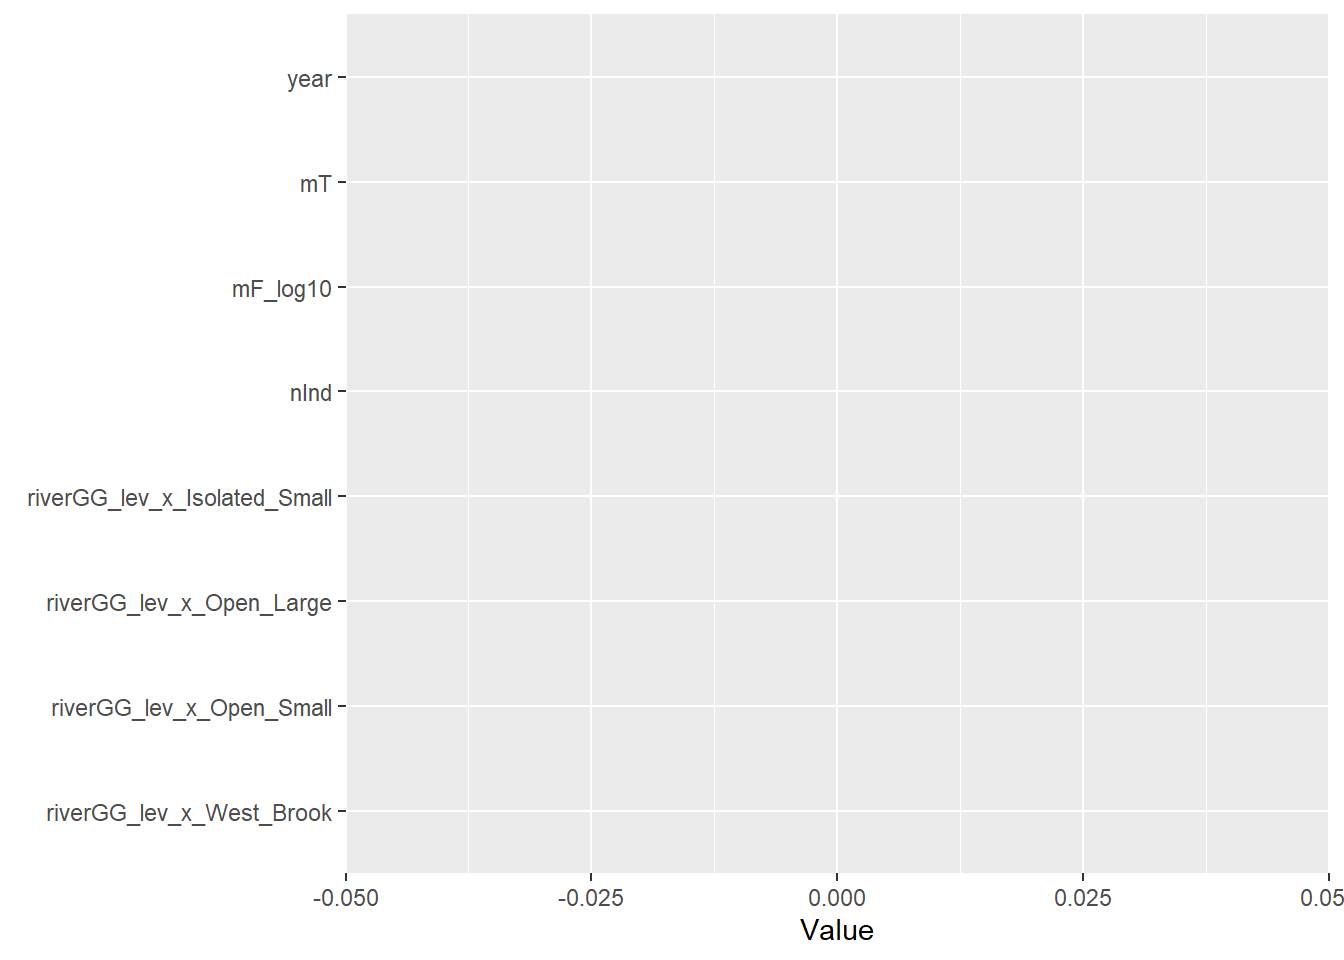 year
mT
mF_log10
nInd
riverGG_lev_x_Isolated_Small
riverGG_lev_x_Open_Large
riverGG_lev_x_Open_Small
riverGG_lev_x_West_Brook
-0.050 -0.025 0.000 0.025 0.05
Value